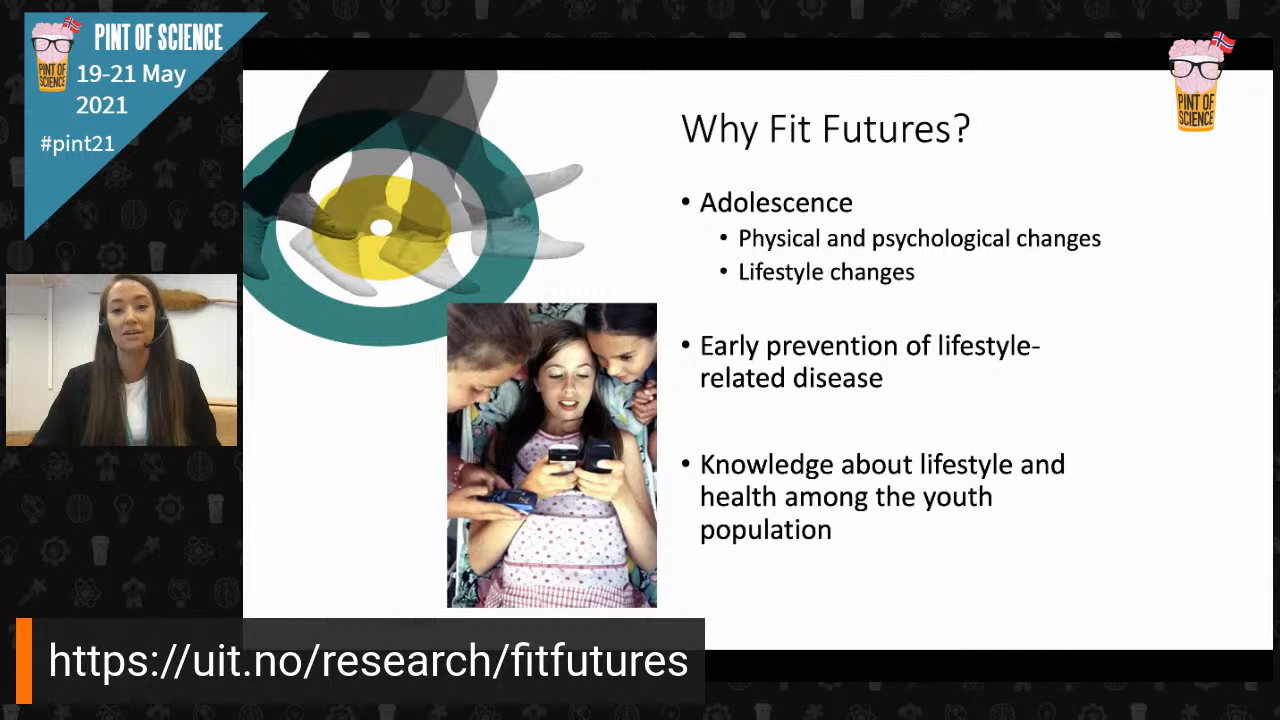 PINT OF SCIENCE
19-21 May
2021
#pint21
PINT OF
SCIENCE
PINT OF
SCIENCE
Why Fit Futures?
• Adolescence
• Physical and psychological changes
• Lifestyle changes
• Early prevention of lifestyle-
related disease
• Knowledge about lifestyle and
health among the youth
population
https://uit.no/research/fitfutures